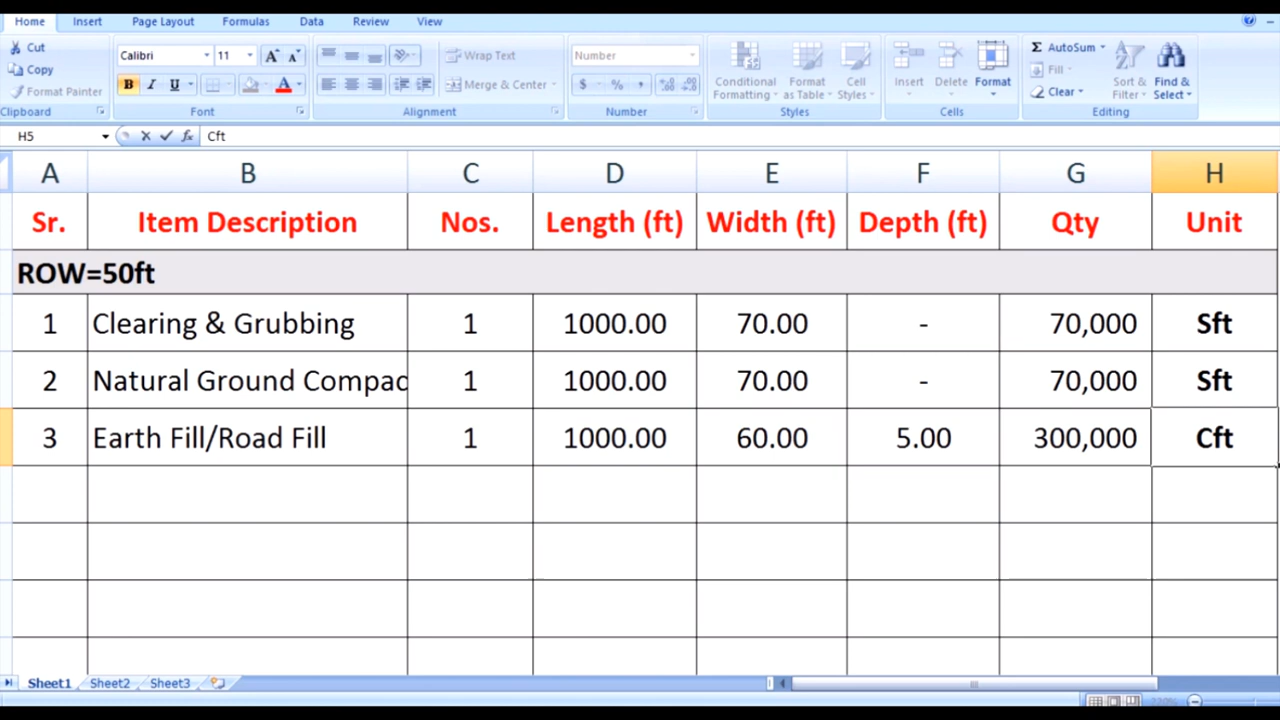 Home Insert Page Layout Formulas Data Review View
Cut
Copy
Format Painter
Clipboard
Calibri 11 A A
B I U A
Font
Wrap Text
Merge & Center
Alignment
Number
$ % ,
Number
Conditional Formatting
Format as Table
Cell Styles
Styles
Insert
Delete
Format
Cells
Σ AutoSum
Fill
Clear
Sort & Filter
Find & Select
Editing
H5 fx Cft
A B C D E F G H
Sr. Item Description Nos. Length (ft) Width (ft) Depth (ft) Qty Unit
ROW=50ft
1 Clearing & Grubbing 1 1000.00 70.00 - 70,000 Sft
2 Natural Ground Compac 1 1000.00 70.00 - 70,000 Sft
3 Earth Fill/Road Fill 1 1000.00 60.00 5.00 300,000 Cft
Sheet1 Sheet2 Sheet3